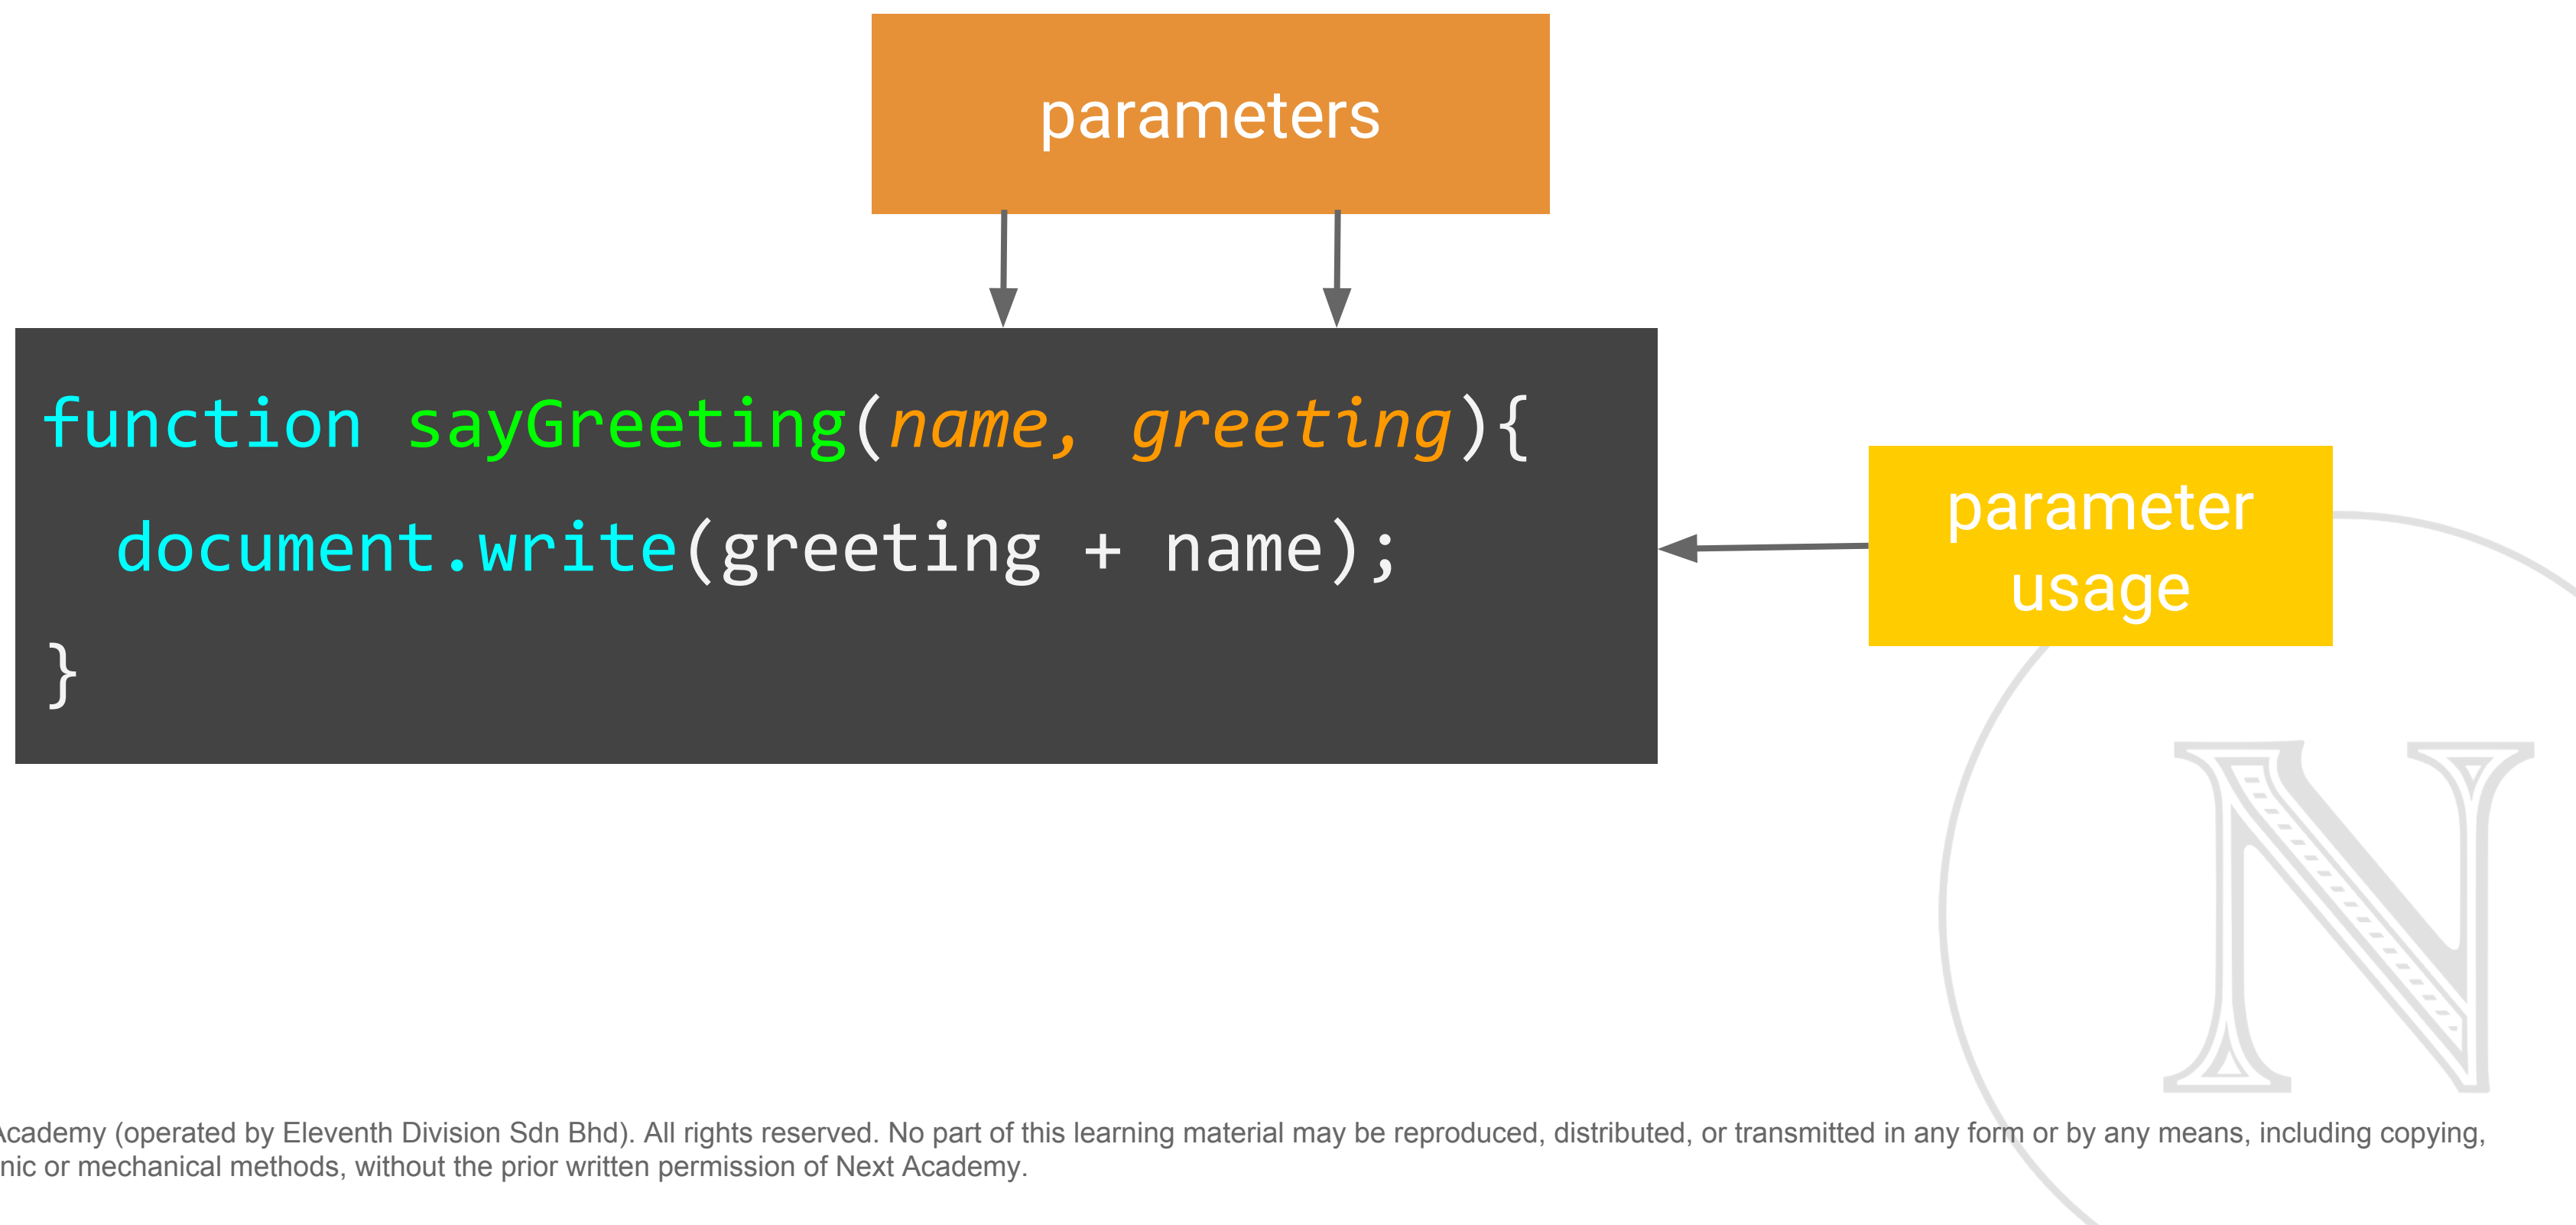 parameters
function sayGreeting(name, greeting){
document.write(greeting + name);
}
parameter
usage
N
Academy (operated by Eleventh Division Sdn Bhd). All rights reserved. No part of this learning material may be reproduced, distributed, or transmitted in any form or by any means, including copying,
or mechanical methods, without the prior written permission of Next Academy.